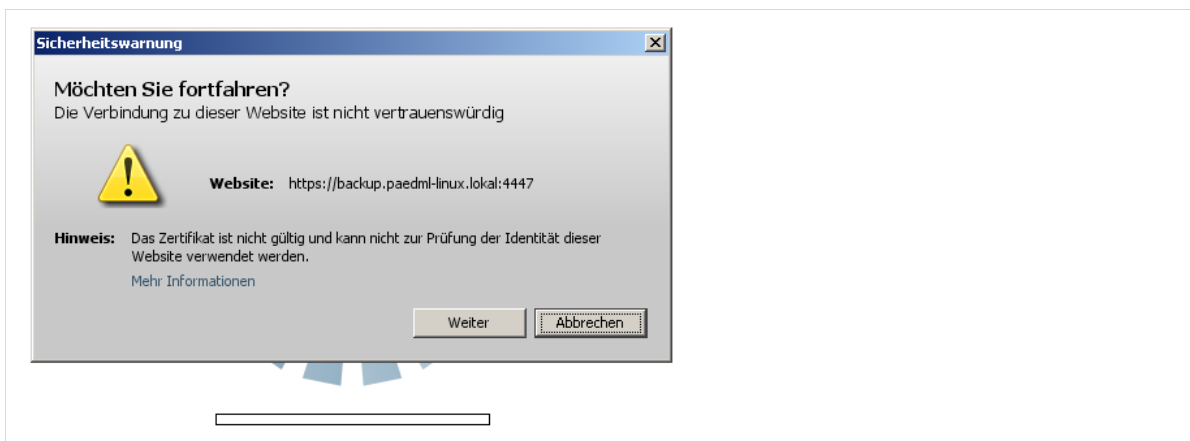 Sicherheitswarnung
Möchten Sie fortfahren?
Die Verbindung zu dieser Website ist nicht vertrauenswürdig
Website: https://backup.paedml-linux.lokal:4447
Hinweis: Das Zertifikat ist nicht gültig und kann nicht zur Prüfung der Identität dieser
Website verwendet werden.
Mehr Informationen
Weiter Abbrechen